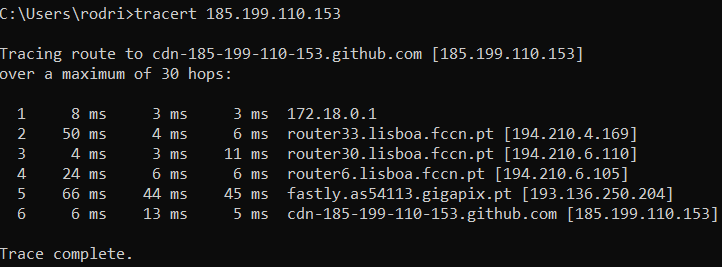 C:\Users\rodri>tracert 185.199.110.153
Tracing route to cdn-185-199-110-153.github.com [185.199.110.153]
over a maximum of 30 hops:
1 8 ms 3 ms 3 ms 172.18.0.1
2 50 ms 4 ms 6 ms router33.lisboa.fccn.pt [194.210.4.169]
3 4 ms 3 ms 11 ms router30.lisboa.fccn.pt [194.210.6.110]
4 24 ms 6 ms 6 ms router6.lisboa.fccn.pt [194.210.6.105]
5 66 ms 44 ms 45 ms fastly.as54113.gigapix.pt [193.136.250.204]
6 6 ms 13 ms 5 ms cdn-185-199-110-153.github.com [185.199.110.153]
Trace complete.